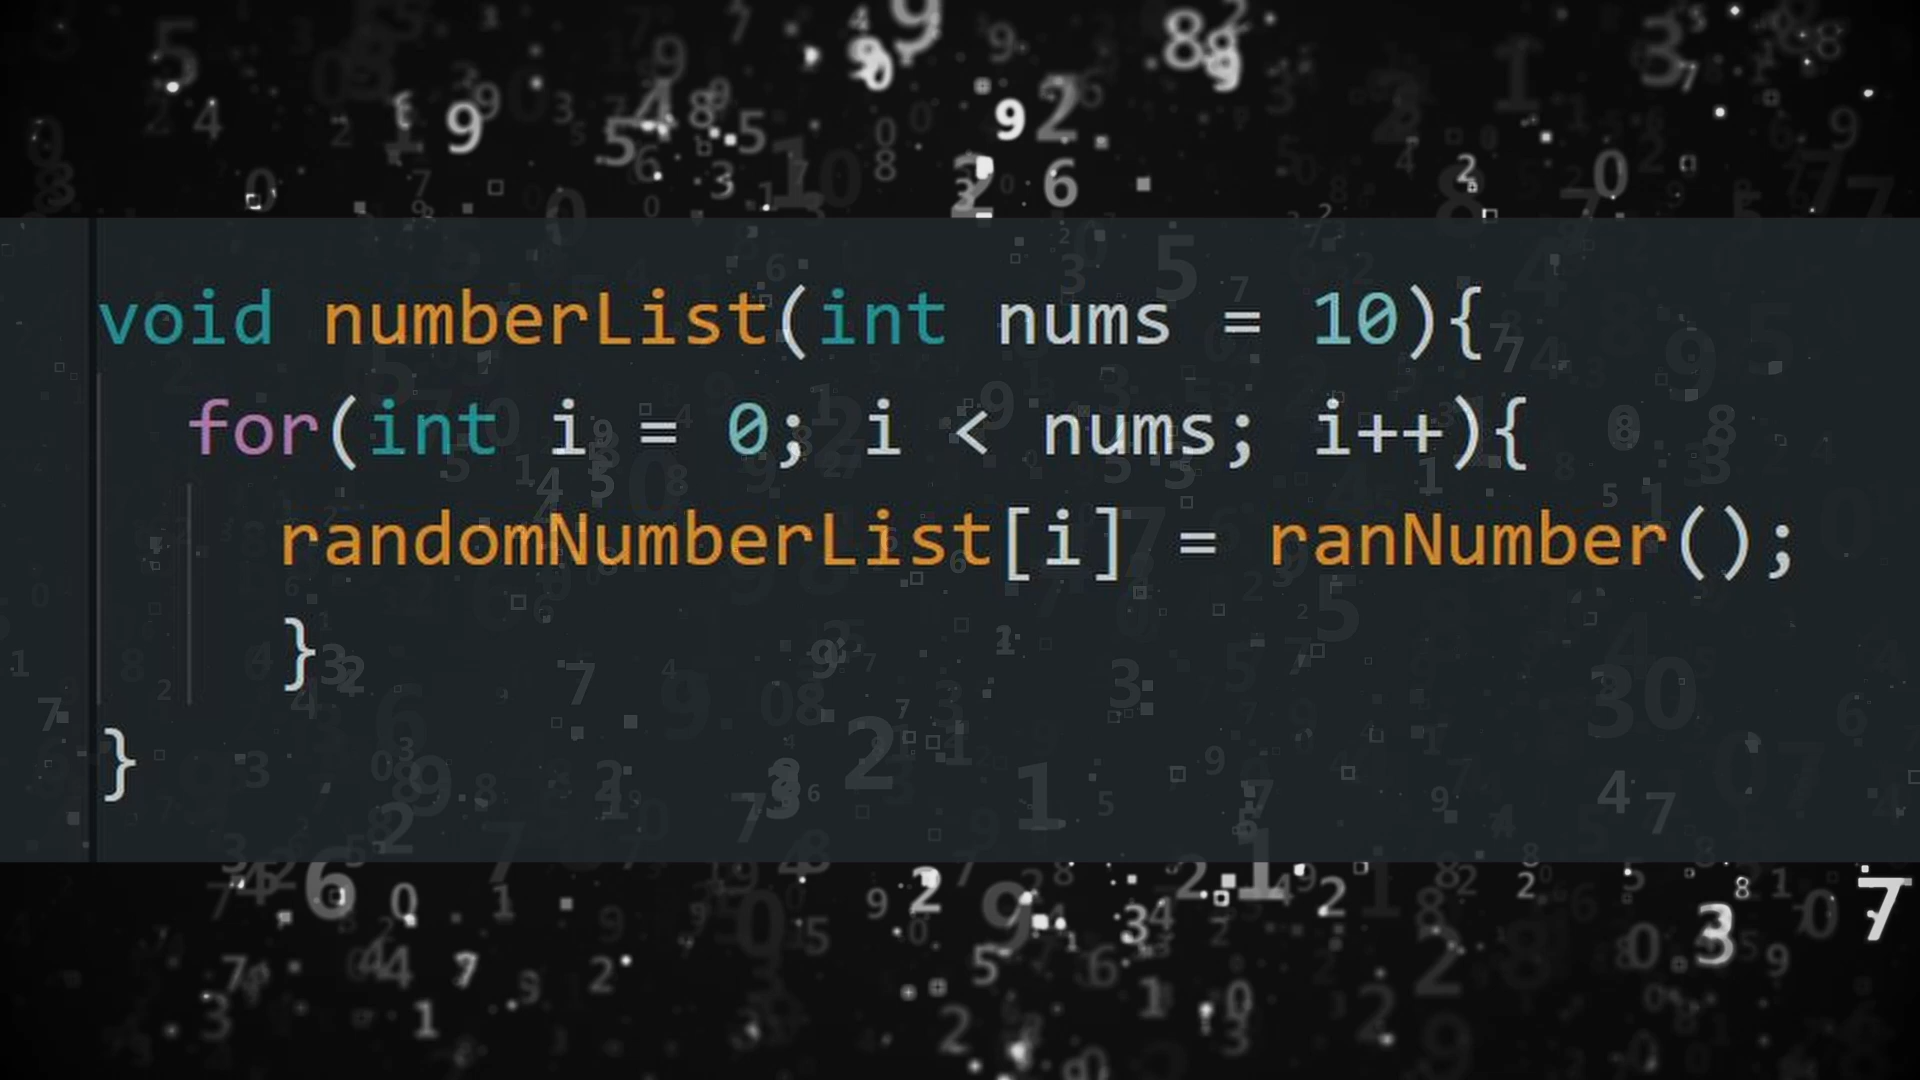 void numberList(int nums = 10){
for(int i = 0; i < nums; i++){
randomNumberList[i] = ranNumber();
}
}